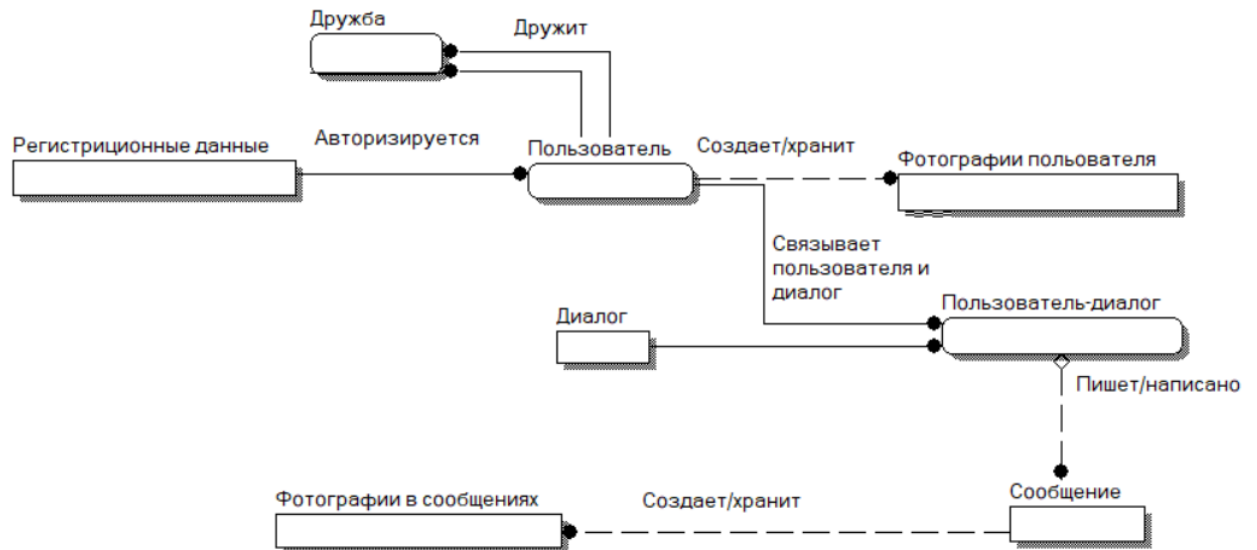 Дружба
Дружит
Регистриционные данные
Авторизируется
Пользователь
Создает/хранит
Фотографии пользователя
Связывает
пользователя и
диалог
Пользователь-диалог
Диалог
Пишет/написано
Фотографии в сообщениях
Создает/хранит
Сообщение